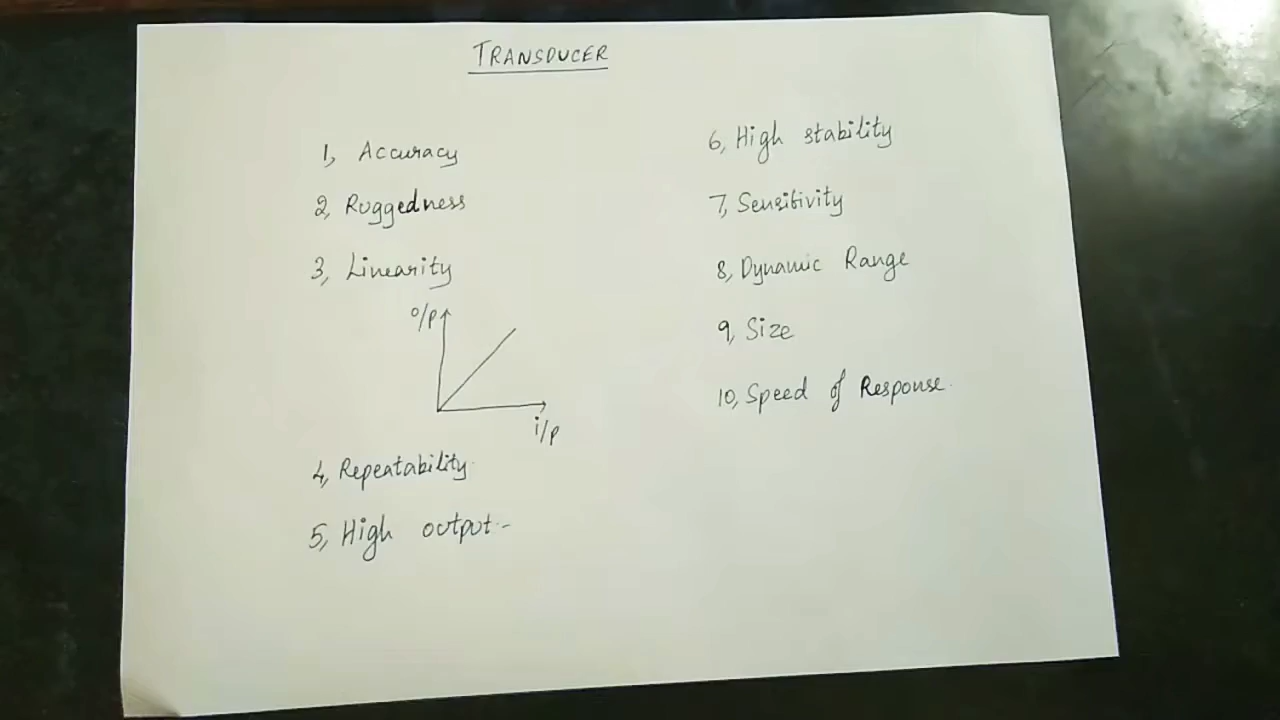 TRANSDUCER
1, Accuracy
2, Ruggedness
3, Linearity
o/p
i/p
4, Repeatability.
5, High output.-
6, High stability
7, Sensitivity
8, Dynamic Range
9, Size
10, Speed of Response.